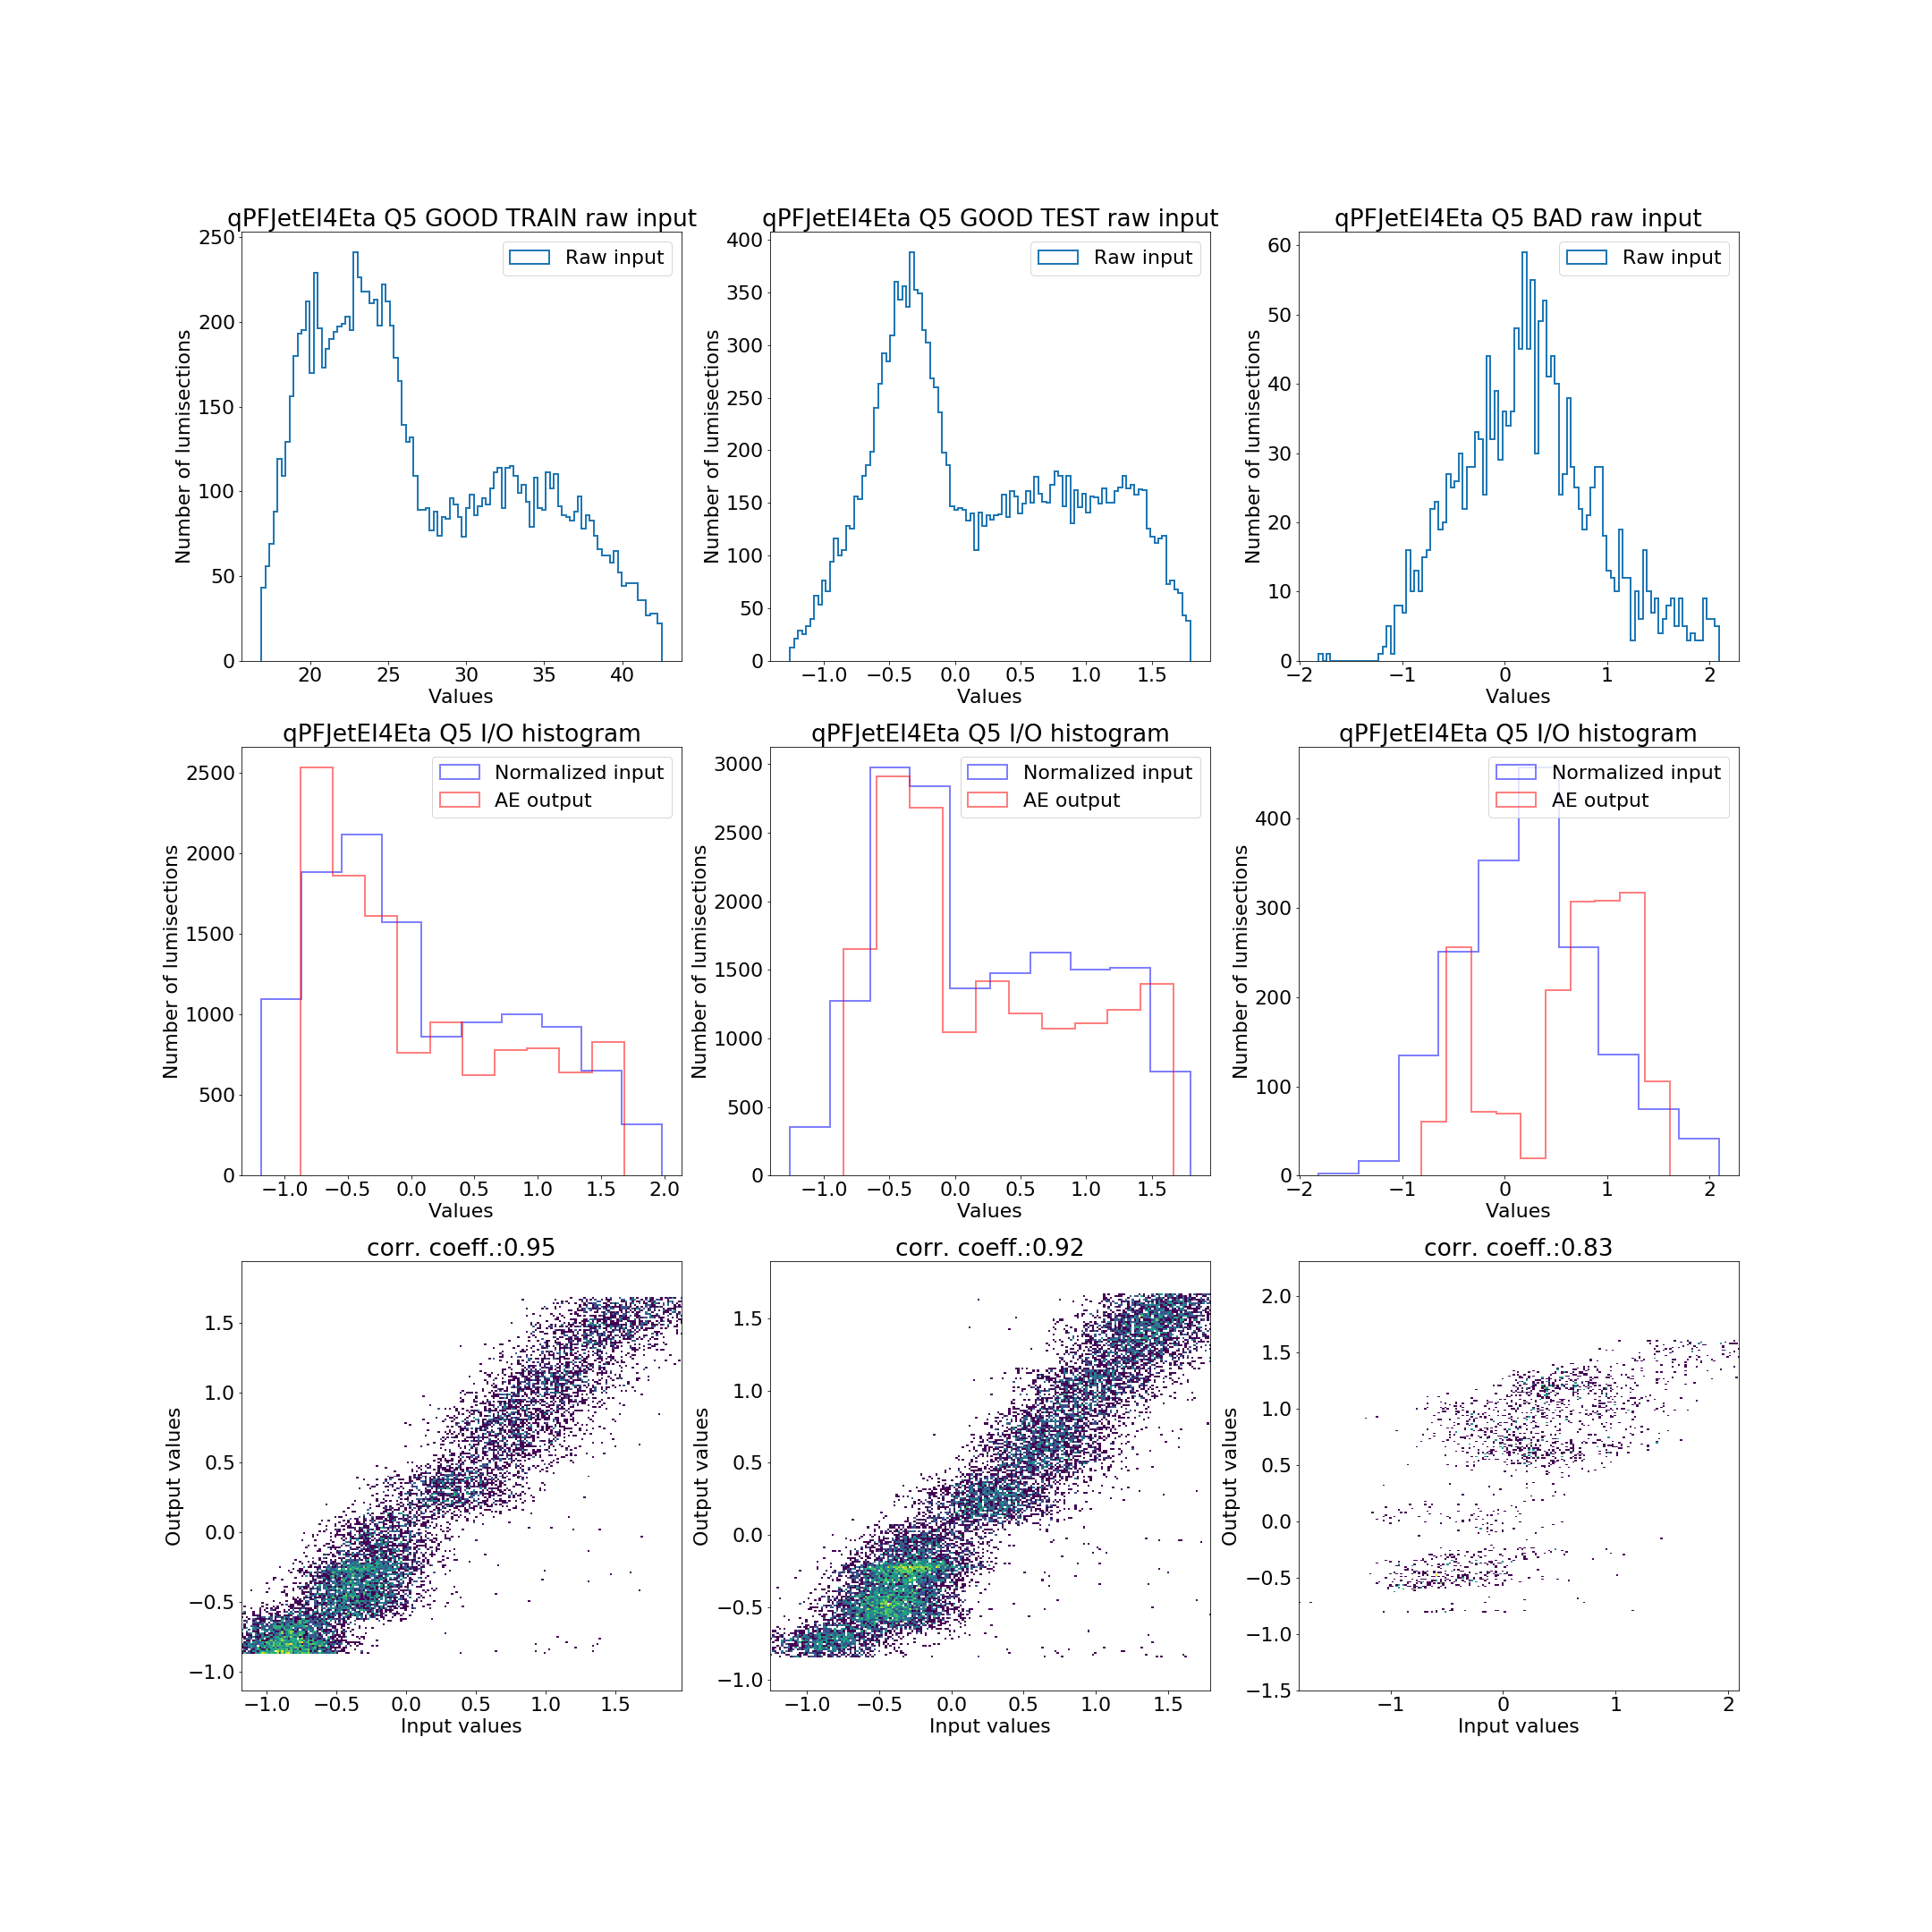 qPFJetEI4Eta Q5 GOOD TRAIN raw input
qPFJetEI4Eta Q5 GOOD TEST raw input
qPFJetEI4Eta Q5 BAD raw input
Number of lumisections
250
200
150
100
50
0
Raw input
20 25 30 35 40
Values
Number of lumisections
400
350
300
250
200
150
100
50
0
Raw input
−1.0 −0.5 0.0 0.5 1.0 1.5
Values
Number of lumisections
60
50
40
30
20
10
0
Raw input
−2 −1 0 1 2
Values
qPFJetEI4Eta Q5 I/O histogram
qPFJetEI4Eta Q5 I/O histogram
qPFJetEI4Eta Q5 I/O histogram
Number of lumisections
2500
2000
1500
1000
500
0
Normalized input
AE output
−1.0 −0.5 0.0 0.5 1.0 1.5 2.0
Values
Number of lumisections
3000
2500
2000
1500
1000
500
0
Normalized input
AE output
−1.0 −0.5 0.0 0.5 1.0 1.5
Values
Number of lumisections
400
300
200
100
0
Normalized input
AE output
−2 −1 0 1 2
Values
corr. coeff.:0.95
corr. coeff.:0.92
corr. coeff.:0.83
Output values
1.5
1.0
0.5
0.0
−0.5
−1.0
−1.0 −0.5 0.0 0.5 1.0 1.5
Input values
Output values
1.5
1.0
0.5
0.0
−0.5
−1.0
−1.0 −0.5 0.0 0.5 1.0 1.5
Input values
Output values
2.0
1.5
1.0
0.5
0.0
−0.5
−1.0
−1.5
−1 0 1 2
Input values